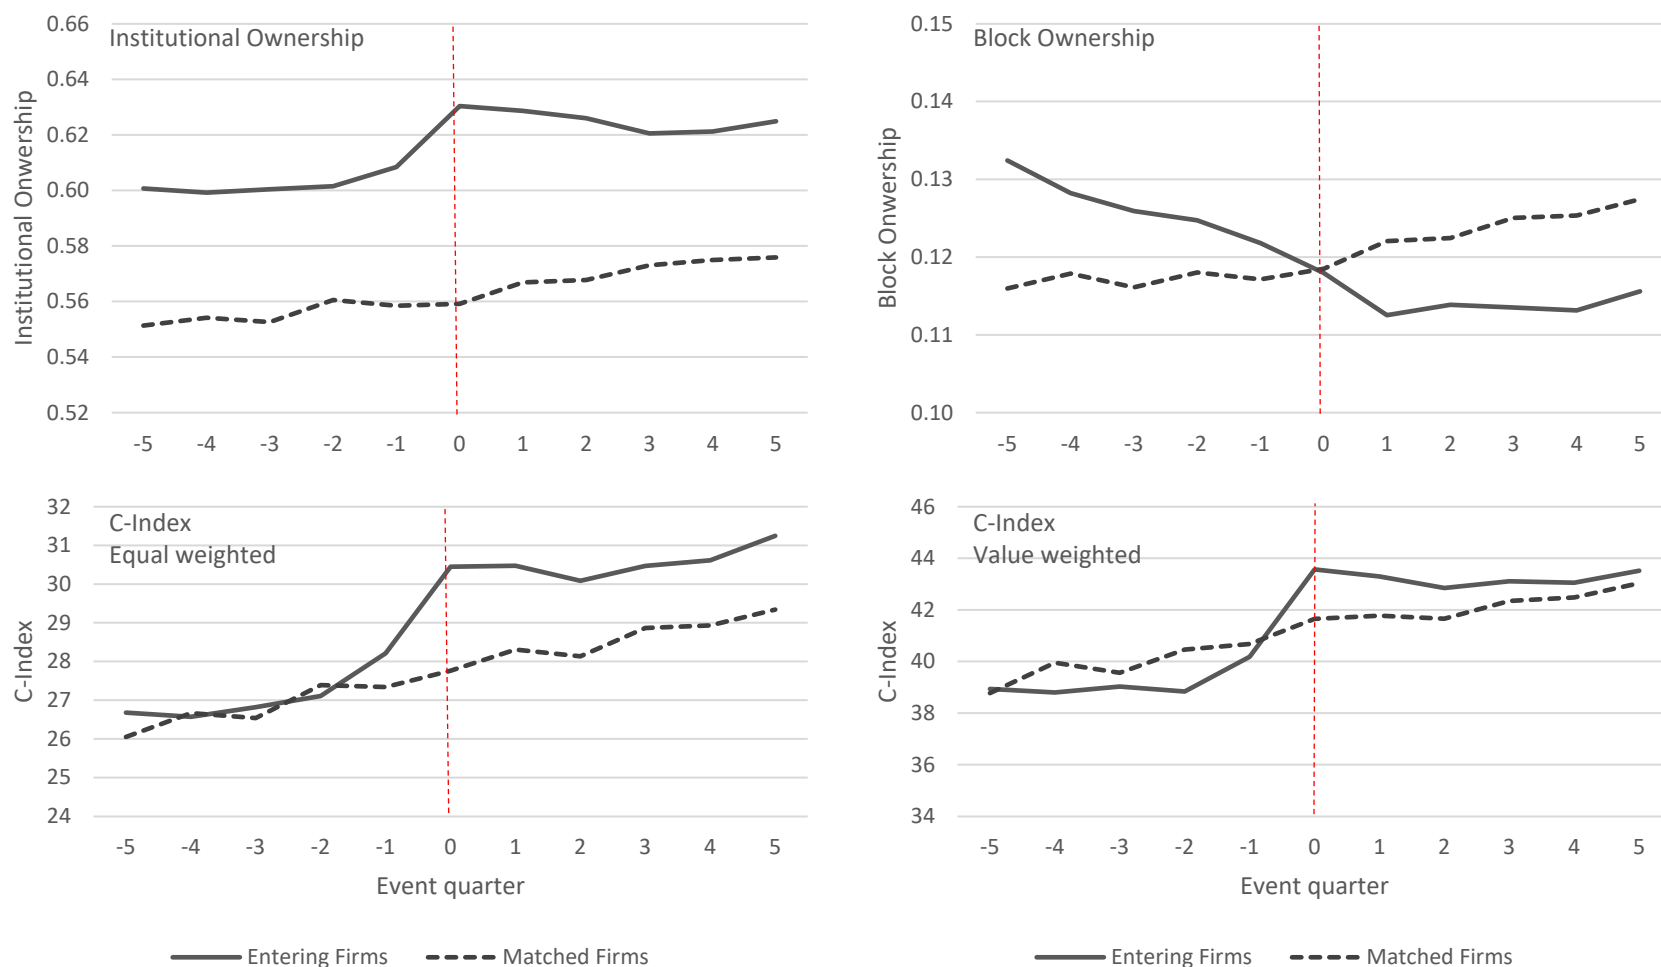 Institutional Ownership
Institutional Onwership
0.66
0.64
0.62
0.60
0.58
0.56
0.54
0.52
-5 -4 -3 -2 -1 0 1 2 3 4 5
Block Ownership
Block Onwership
0.15
0.14
0.13
0.12
0.11
0.10
-5 -4 -3 -2 -1 0 1 2 3 4 5
C-Index
Equal weighted
C-Index
32
31
30
29
28
27
26
25
24
-5 -4 -3 -2 -1 0 1 2 3 4 5
Event quarter
Entering Firms Matched Firms
C-Index
Value weighted
C-Index
46
44
42
40
38
36
34
-5 -4 -3 -2 -1 0 1 2 3 4 5
Event quarter
Entering Firms Matched Firms